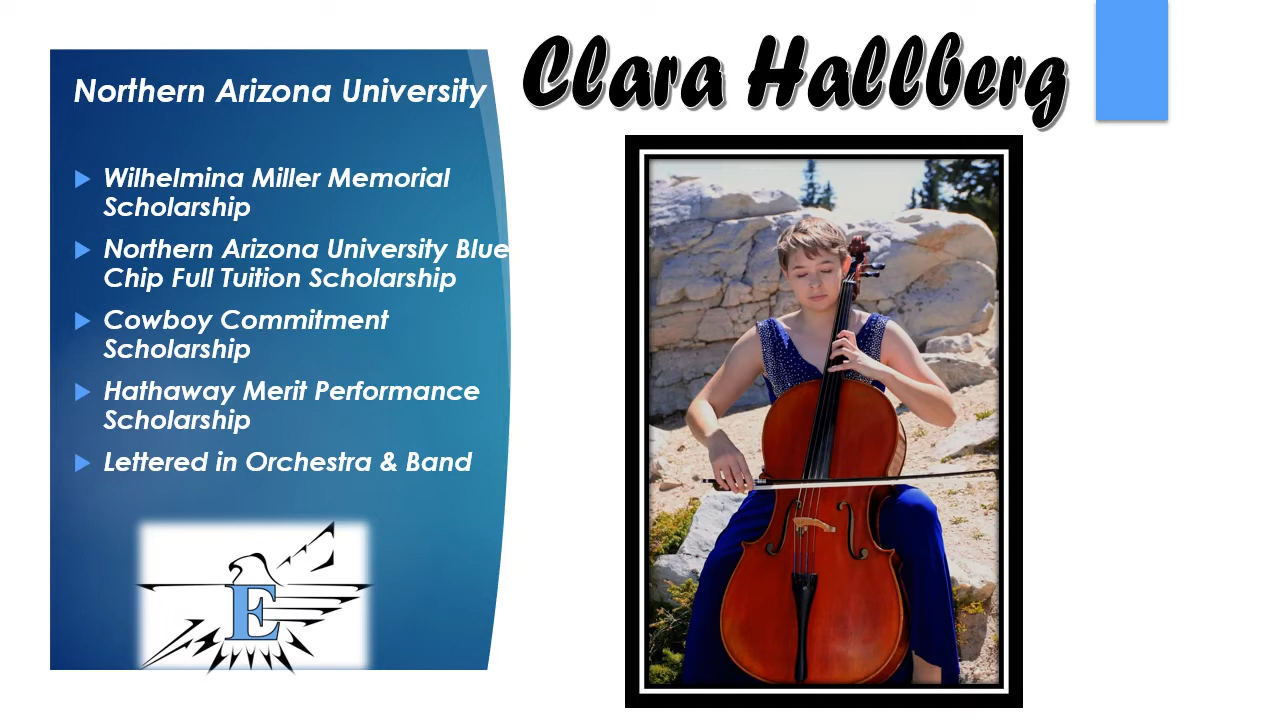 Clara Hallberg
Northern Arizona University
Wilhelmina Miller Memorial
Scholarship
Northern Arizona University Blue
Chip Full Tuition Scholarship
Cowboy Commitment
Scholarship
Hathaway Merit Performance
Scholarship
Lettered in Orchestra & Band
E